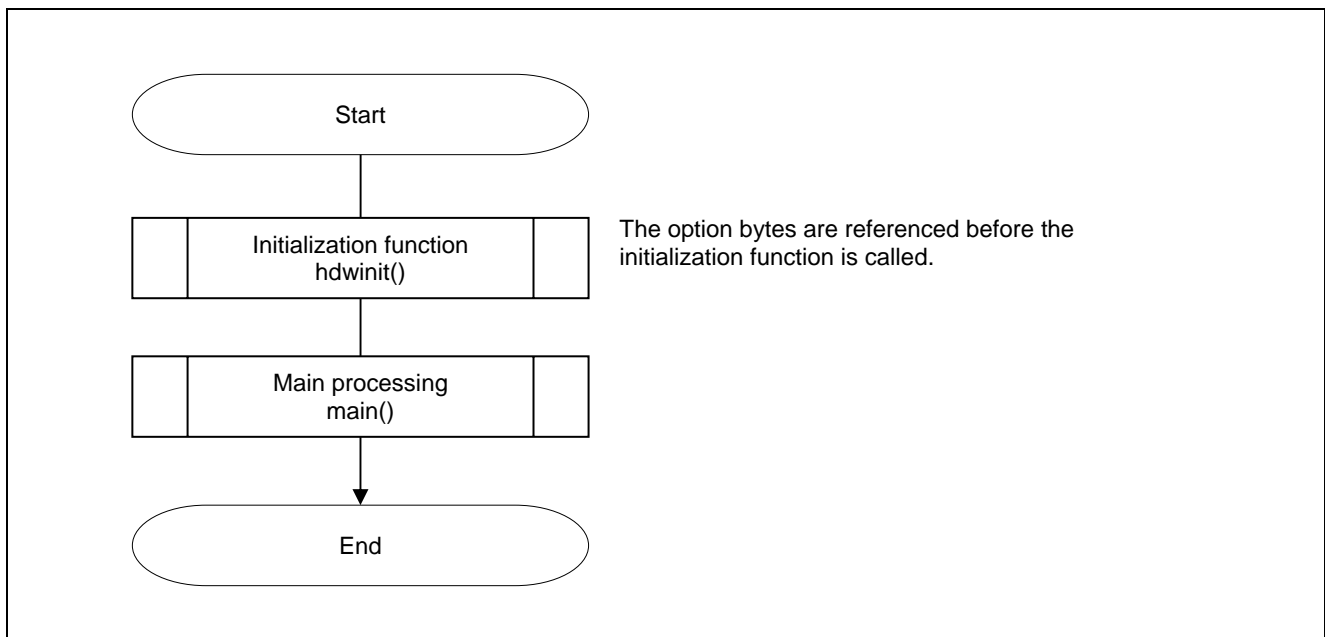 Start
Initialization function
hdwinit()
The option bytes are referenced before the
initialization function is called.
Main processing
main()
End